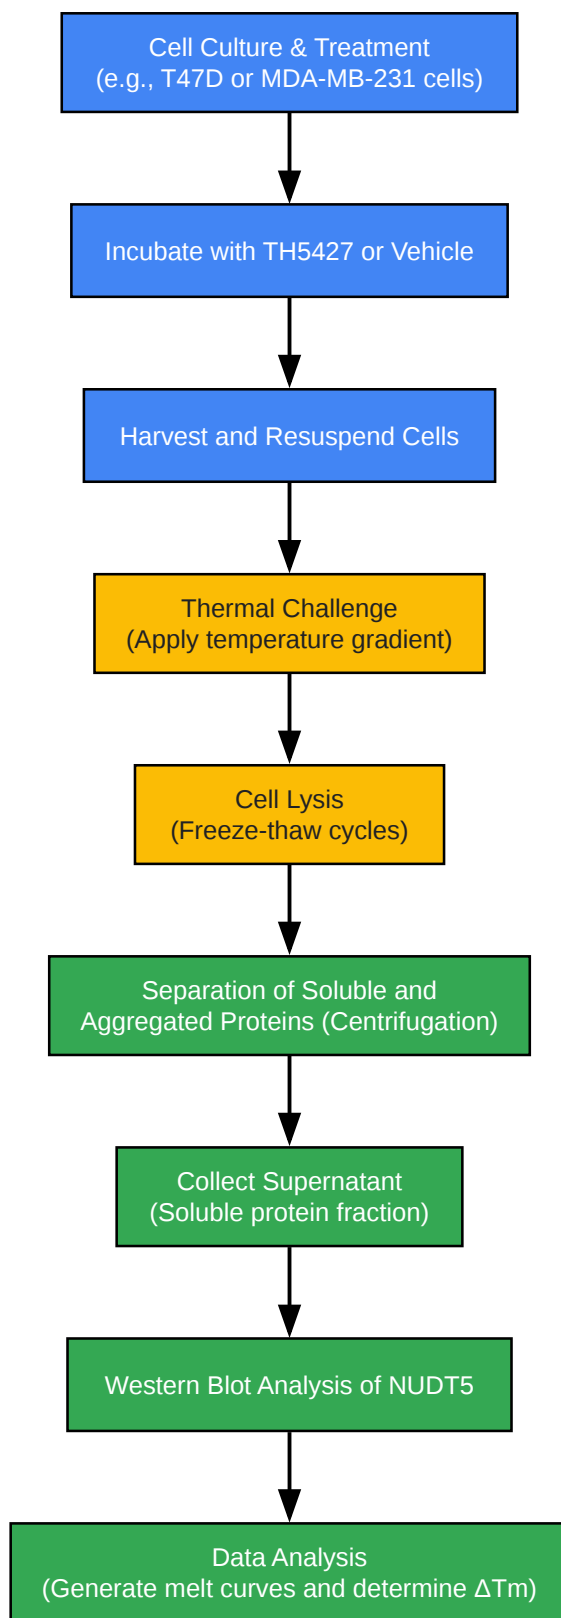 Cell Culture & Treatment
(e.g., T47D or MDA-MB-231 cells)
Incubate with TH5427 or Vehicle
Harvest and Resuspend Cells
Thermal Challenge
(Apply temperature gradient)
Cell Lysis
(Freeze-thaw cycles)
Separation of Soluble and
Aggregated Proteins (Centrifugation)
Collect Supernatant
(Soluble protein fraction)
Western Blot Analysis of NUDT5
Data Analysis
(Generate melt curves and determine ΔTm)